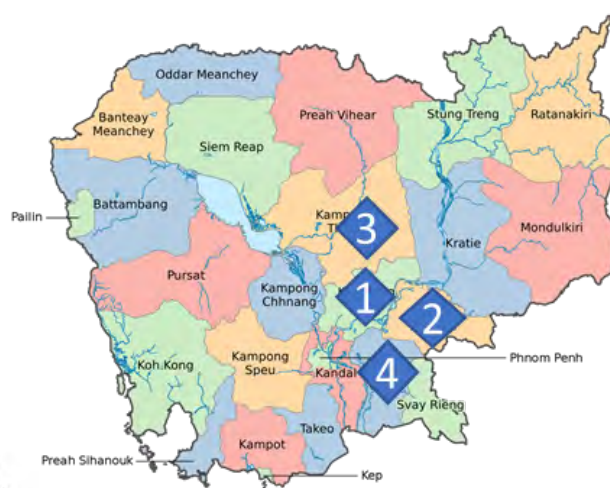 Oddar Meanchey
Banteay
Meanchey
Siem Reap
Preah Vihear
Stung Treng
Ratanakiri
Battambang
Pailin
3
Kratie
Mondulkiri
Pursat
Kampong
Chhnang
1
2
Phnom Penh
Koh Kong
Kampong
Speu
Kandal
4
Svay Rieng
Takeo
Kampot
Preah Sihanouk
Kep